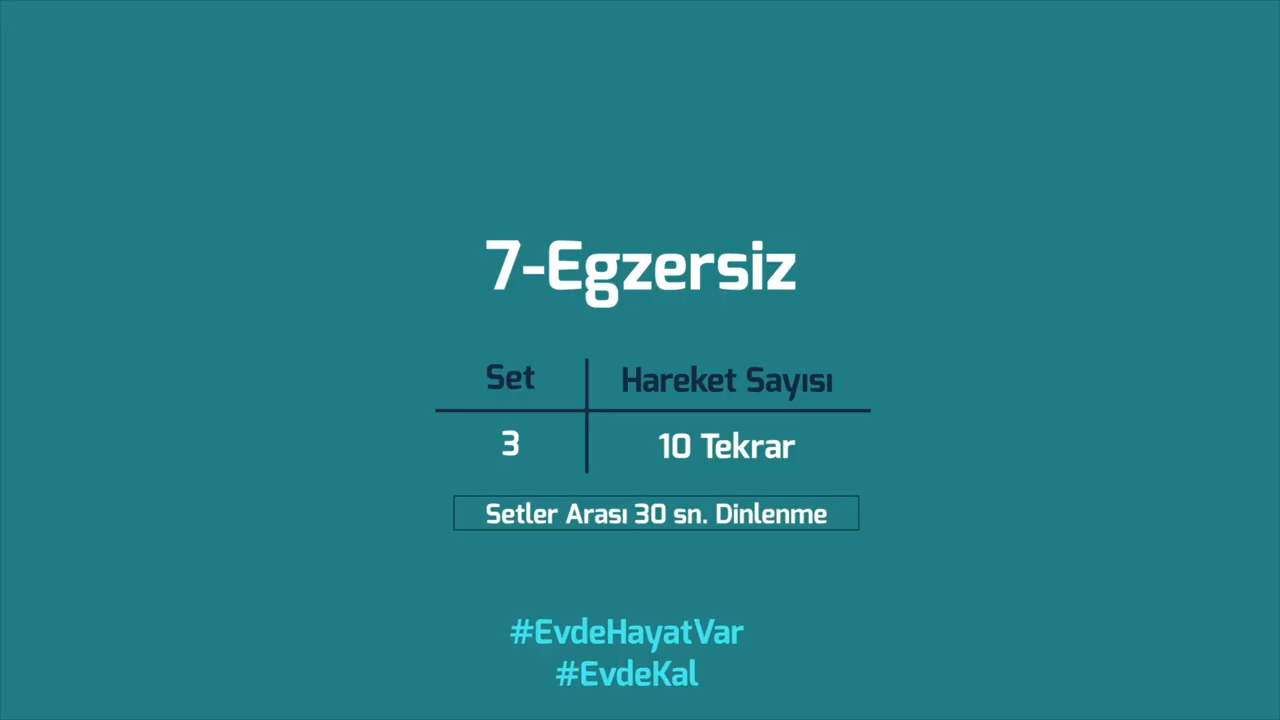 7-Egzersiz
Set Hareket Sayısı
3 10 Tekrar
Setler Arası 30 sn. Dinlenme
#EvdeHayatVar
#EvdeKal